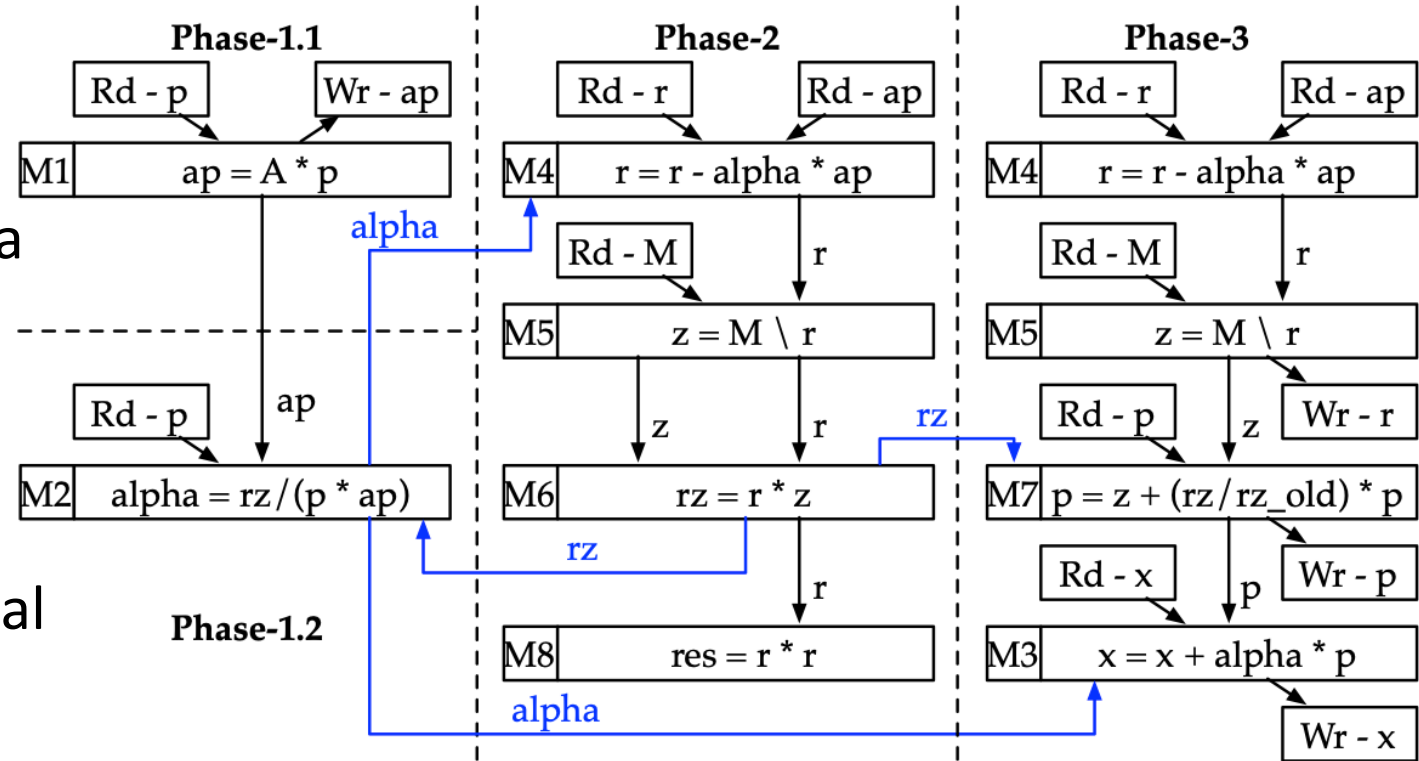 Phase-1.1
Rd - p
Wr - ap
M1
ap = A * p
alpha
a
ap
Rd - p
M2
alpha = rz/(p * ap)
al
Phase-1.2
Phase-2
Rd - r
Rd - ap
M4
r = r - alpha * ap
Rd - M
r
M5
z = M \ r
z
r
M6
rz = r * z
rz
r
M8
res = r * r
alpha
Phase-3
Rd - r
Rd - ap
M4
r = r - alpha * ap
Rd - M
r
M5
z = M \ r
Rd - p
z
Wr - r
rz
M7
p = z + (rz/rz_old) * p
Rd - x
p
Wr - p
M3
x = x + alpha * p
Wr - x